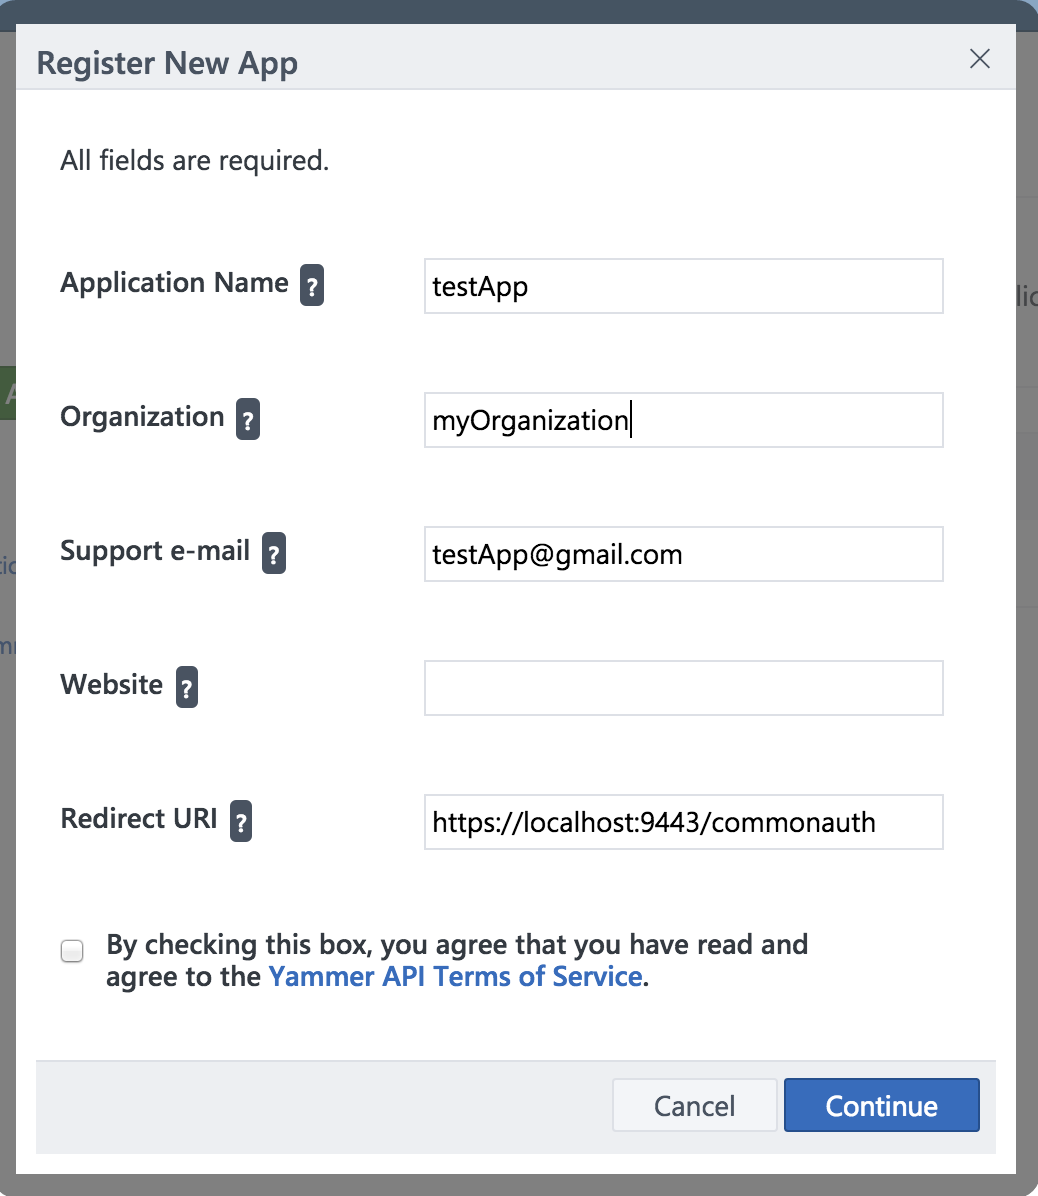 Register New App
All fields are required.
Application Name ?
testApp
Organization ?
myOrganization
Support e-mail ?
testApp@gmail.com
Website ?
Redirect URI ?
https://localhost:9443/commonauth
By checking this box, you agree that you have read and
agree to the Yammer API Terms of Service.
Cancel
Continue